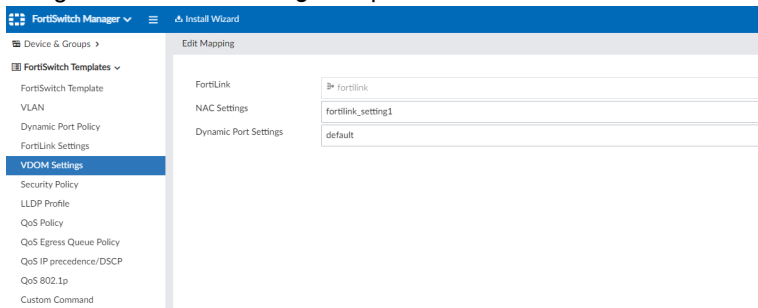 FortiSwitch Manager
Install Wizard
Device & Groups
Edit Mapping
FortiSwitch Templates
FortiSwitch Template
VLAN
Dynamic Port Policy
FortiLink Settings
VDOM Settings
Security Policy
LLDP Profile
QoS Policy
QoS Egress Queue Policy
QoS IP precedence/DSCP
QoS 802.1p
Custom Command
FortiLink
fortilink
NAC Settings
fortilink_setting1
Dynamic Port Settings
default